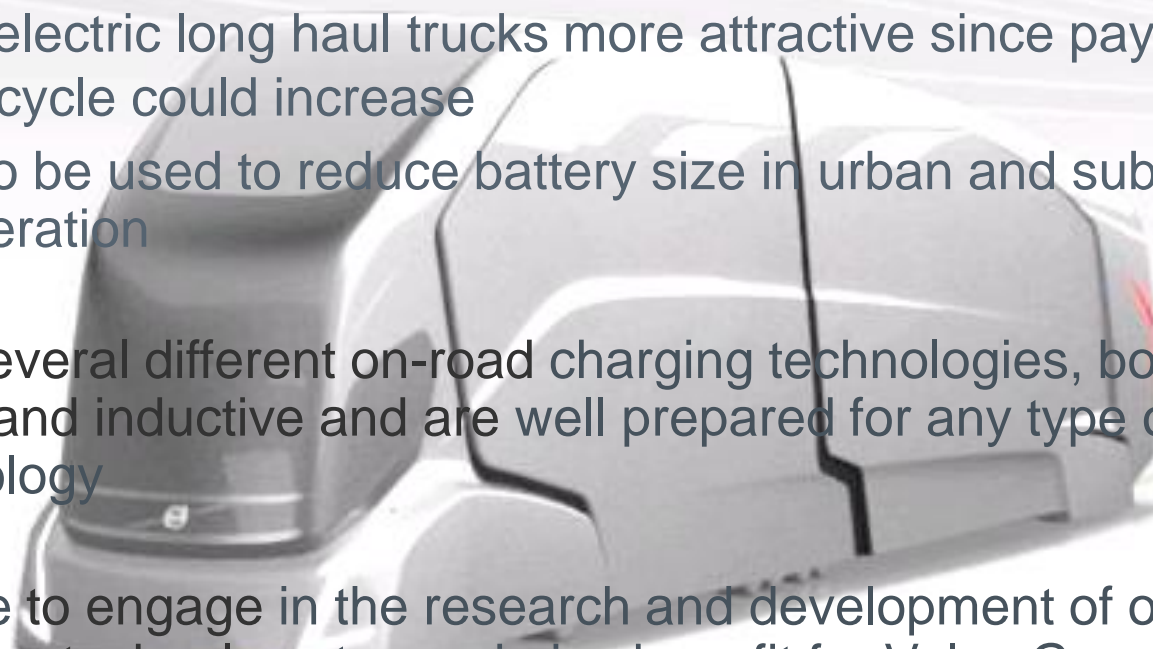 electric long haul trucks more attractive since pay
cycle could increase
o be used to reduce battery size in urban and sub
eration
everal different on-road charging technologies, bo
and inductive and are well prepared for any type o
ology
e to engage in the research and development of o